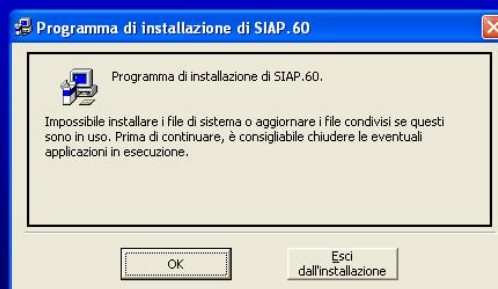 Programma di installazione di SIAP.60
Programma di installazione di SIAP.60.
Impossibile installare i file di sistema o aggiornare i file condivisi se questi
sono in uso. Prima di continuare, è consigliabile chiudere le eventuali
applicazioni in esecuzione.
OK
Esci
dall'installazione